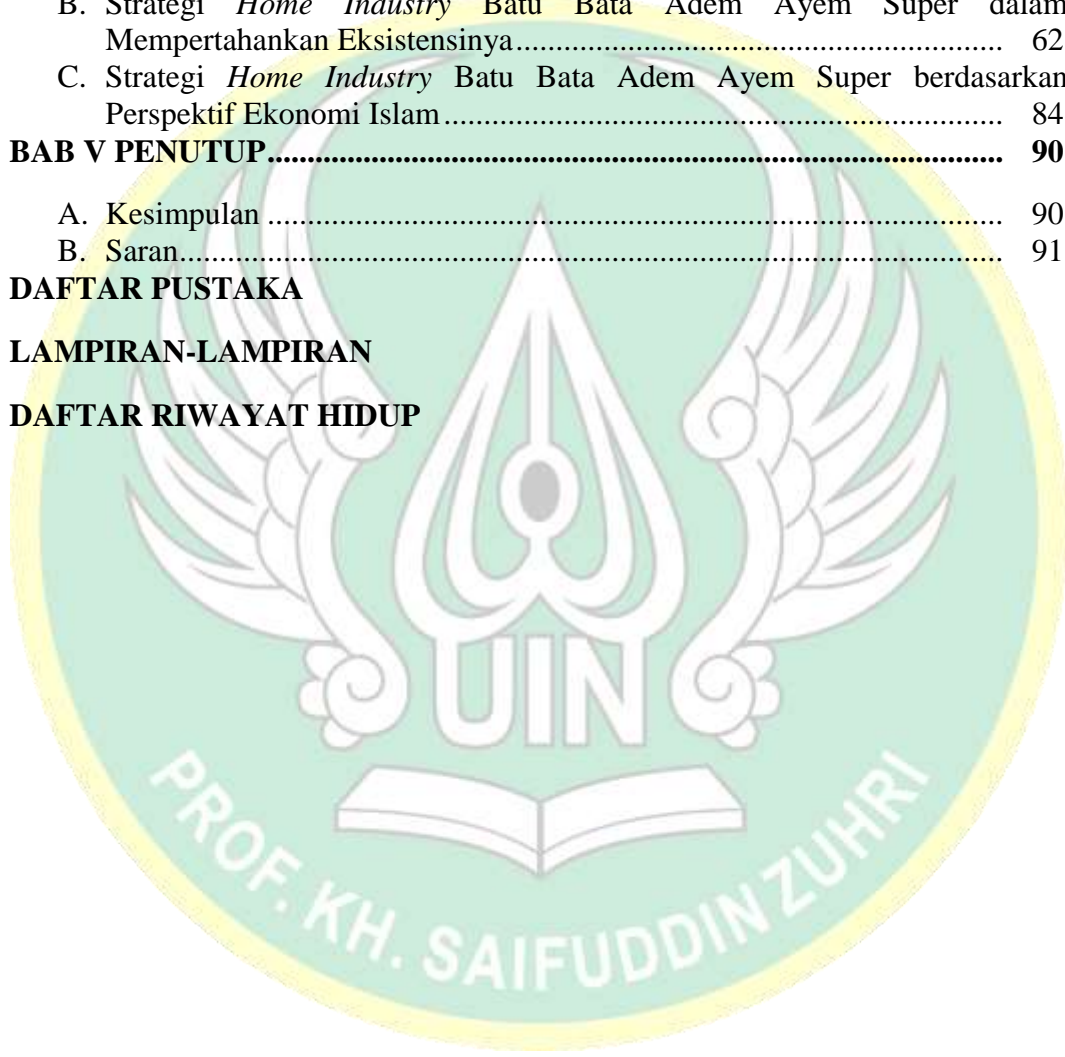 B. Strategi Home Industry Batu Bata Adem Ayem Super dalam
Mempertahankan Eksistensinya.......................................................................... 62
C. Strategi Home Industry Batu Bata Adem Ayem Super berdasarkan
Perspektif Ekonomi Islam.................................................................................... 84
BAB V PENUTUP.................................................................................................. 90
A. Kesimpulan ....................................................................................................... 90
B. Saran.................................................................................................................. 91
DAFTAR PUSTAKA
LAMPIRAN-LAMPIRAN
DAFTAR RIWAYAT HIDUP
UIN
PROF. KH. SAIFUDDIN ZUHRI